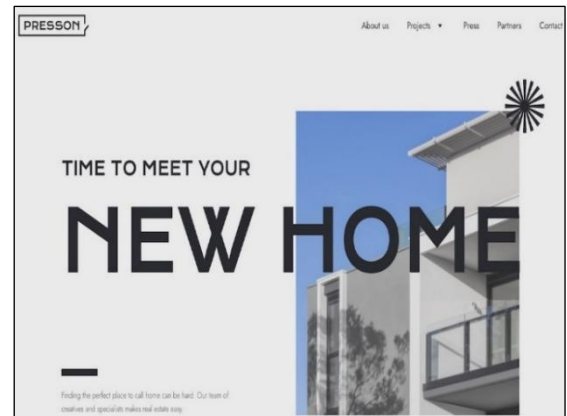 PRESSON
About us Projects ▼ Press Partners Contact
TIME TO MEET YOUR
NEW HOME
Finding the perfect place to call home can be hard. Our team of
creatives and specialists makes real estate easy.